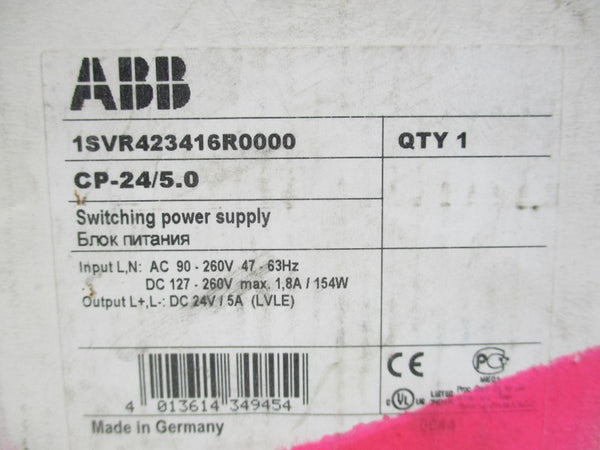 ABB
1SVR423416R0000 QTY 1
CP-24/5.0
Switching power supply
Блок питания
Input L,N: AC 90 - 260V 47 - 63Hz
DC 127 - 260V max. 1,8A / 154W
Output L+,L-: DC 24V / 5A (LVLE)
CE
4 013614 349454
UL LISTED
Made in Germany